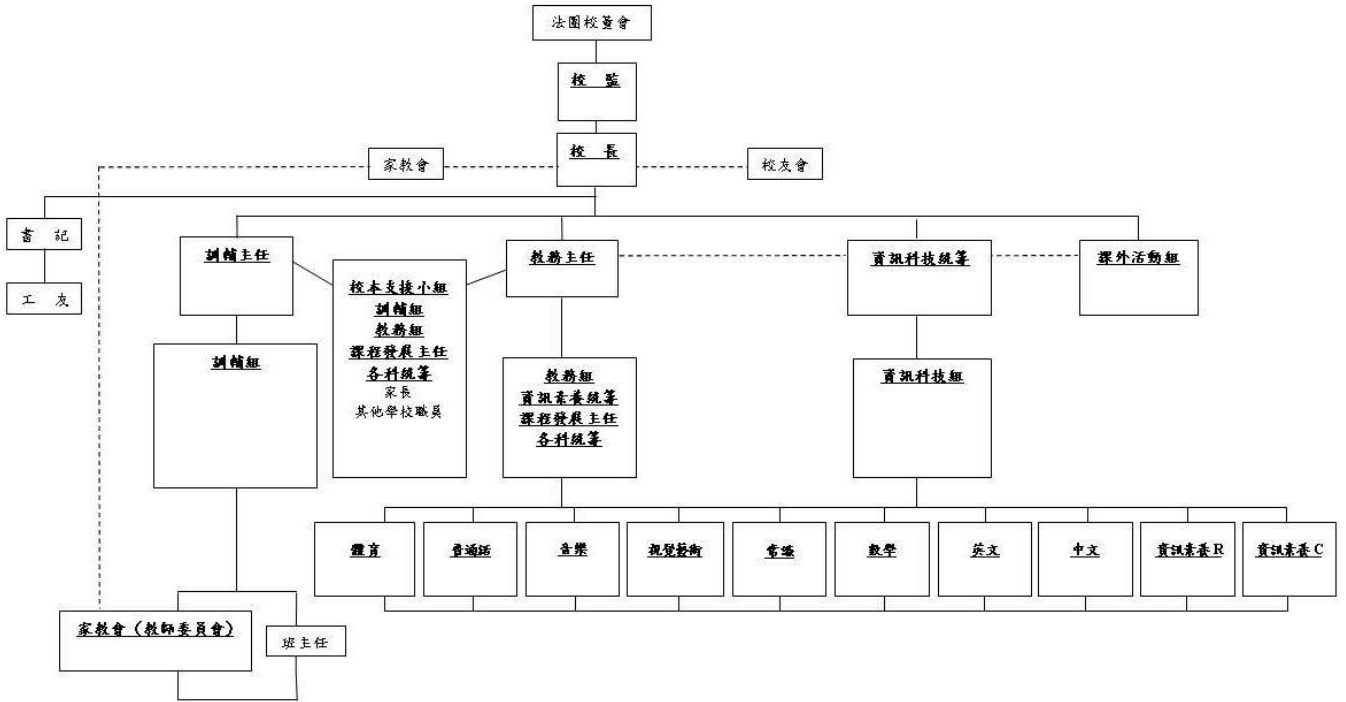 法團校董會
校 監
校 長
家教會
校友會
書 記
工 友
訓輔主任
教務主任
資訊科技統籌
課外活動組
校本支援小組
訓輔組
教務組
課程發展主任
各科統籌
家長
其他學校職員
訓輔組
教務組
資訊素養統籌
課程發展主任
各科統籌
資訊科技組
體育
普通話
音樂
視覺藝術
常識
數學
英文
中文
資訊素養 R
資訊素養 C
家教會（教師委員會）
班主任